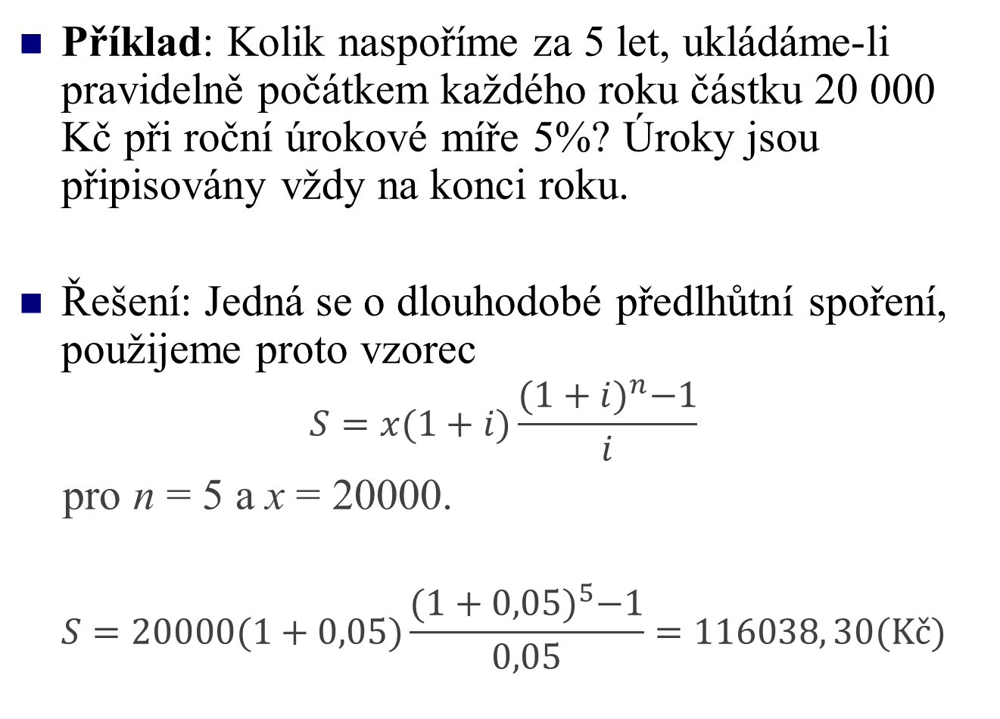 ■ Příklad: Kolik naspoříme za 5 let, ukládáme-li
pravidelně počátkem každého roku částku 20 000
Kč při roční úrokové míře 5%? Úroky jsou
připisovány vždy na konci roku.
■ Řešení: Jedná se o dlouhodobé předlhůtní spoření,
použijeme proto vzorec
S = x(1 + i) \frac{(1 + i)^n − 1}{i}
pro n = 5 a x = 20000.
S = 20000(1 + 0,05) \frac{(1 + 0,05)^5 − 1}{0,05} = 116038,30(Kč)